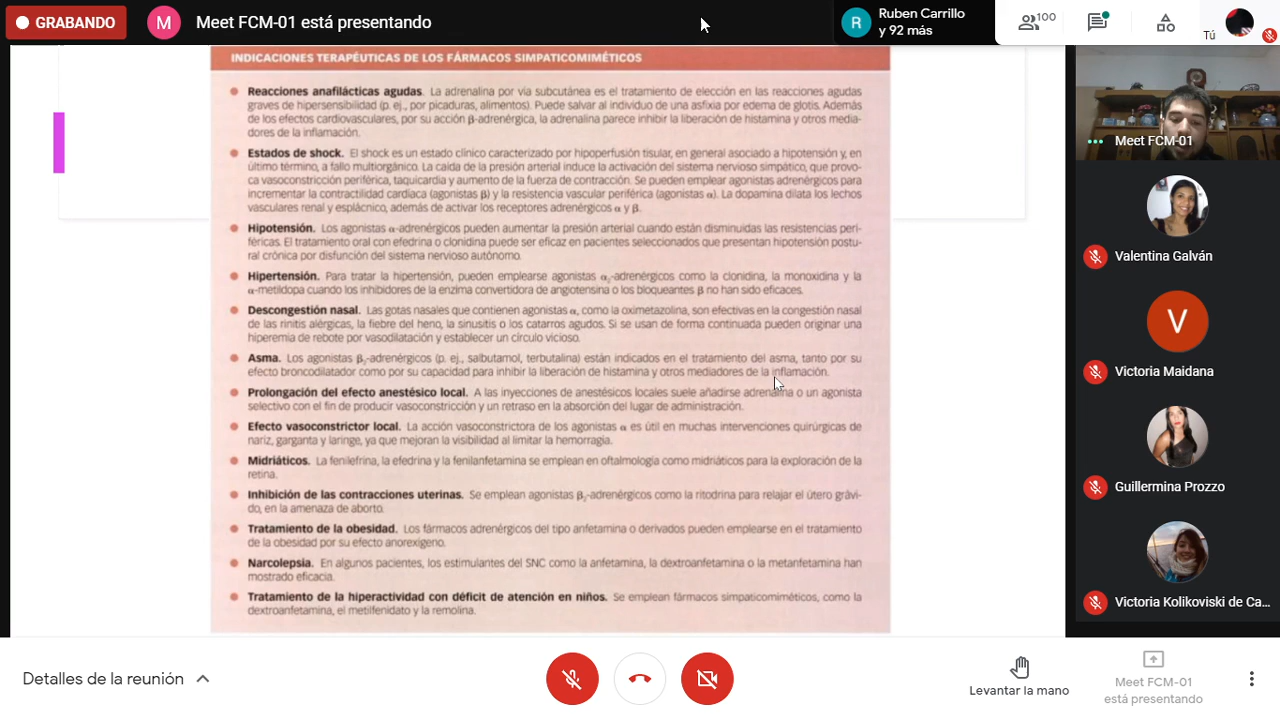 GRABANDO
M
Meet FCM-01 está presentando
R
Ruben Carrillo
y 92 más
100
Tú
INDICACIONES TERAPÉUTICAS DE LOS FÁRMACOS SIMPATICOMIMÉTICOS
Reacciones anafilácticas agudas. La adrenalina por vía subcutánea es el tratamiento de elección en las reacciones agudas
graves de hipersensibilidad (p. ej., por picaduras, alimentos). Puede salvar al individuo de una asfixia por edema de glotis. Además
de los efectos cardiovasculares, por su acción β-adrenérgica, la adrenalina parece inhibir la liberación de histamina y otros media-
dores de la inflamación.
Estados de shock. El shock es un estado clínico caracterizado por hipoperfusión tisular, en general asociado a hipotensión y, en
último término, a fallo multiorgánico. La caída de la presión arterial induce la activación del sistema nervioso simpático, que provo-
ca vasoconstricción periférica, taquicardia y aumento de la fuerza de contracción. Se pueden emplear agonistas adrenérgicos para
incrementar la contractilidad cardíaca (agonistas β) y la resistencia vascular periférica (agonistas α). La dopamina dilata los lechos
vasculares renal y esplácnico, además de activar los receptores adrenérgicos α y β.
Hipotensión. Los agonistas α-adrenérgicos pueden aumentar la presión arterial cuando están disminuidas las resistencias peri-
féricas. El tratamiento oral con efedrina o clonidina puede ser eficaz en pacientes seleccionados que presentan hipotensión postu-
ral crónica por disfunción del sistema nervioso autónomo.
Hipertensión. Para tratar la hipertensión, pueden emplearse agonistas α₂-adrenérgicos como la clonidina, la monoxidina y la
α-metildopa cuando los inhibidores de la enzima convertidora de angiotensina o los bloqueantes β no han sido eficaces.
Descongestión nasal. Las gotas nasales que contienen agonistas α, como la oximetazolina, son efectivas en la congestión nasal
de las rinitis alérgicas, la fiebre del heno, la sinusitis o los catarros agudos. Si se usan de forma continuada pueden originar una
hiperemia de rebote por vasodilatación y establecer un círculo vicioso.
Asma. Los agonistas β₂-adrenérgicos (p. ej., salbutamol, terbutalina) están indicados en el tratamiento del asma, tanto por su
efecto broncodilatador como por su capacidad para inhibir la liberación de histamina y otros mediadores de la inflamación.
Prolongación del efecto anestésico local. A las inyecciones de anestésicos locales suele añadirse adrenalina o un agonista
selectivo con el fin de producir vasoconstricción y un retraso en la absorción del lugar de administración.
Efecto vasoconstrictor local. La acción vasoconstrictora de los agonistas α es útil en muchas intervenciones quirúrgicas de
nariz, garganta y laringe, ya que mejoran la visibilidad al limitar la hemorragia.
Midriáticos. La fenilefrina, la efedrina y la fenilanfetamina se emplean en oftalmología como midriáticos para la exploración de la
retina.
Inhibición de las contracciones uterinas. Se emplean agonistas β₂-adrenérgicos como la ritodrina para relajar el útero grávi-
do, en la amenaza de aborto.
Tratamiento de la obesidad. Los fármacos adrenérgicos del tipo anfetamina o derivados pueden emplearse en el tratamiento
de la obesidad por su efecto anorexígeno.
Narcolepsia. En algunos pacientes, los estimulantes del SNC como la anfetamina, la dextroanfetamina o la metanfetamina han
mostrado eficacia.
Tratamiento de la hiperactividad con déficit de atención en niños. Se emplean fármacos simpaticomiméticos, como la
dextroanfetamina, el metilfenidato y la remolina.
Meet FCM-01
Valentina Galván
V
Victoria Maidana
Guillermina Prozzo
Victoria Kolikoviski de Ca...
Detalles de la reunión
Levantar la mano
Meet FCM-01
está presentando